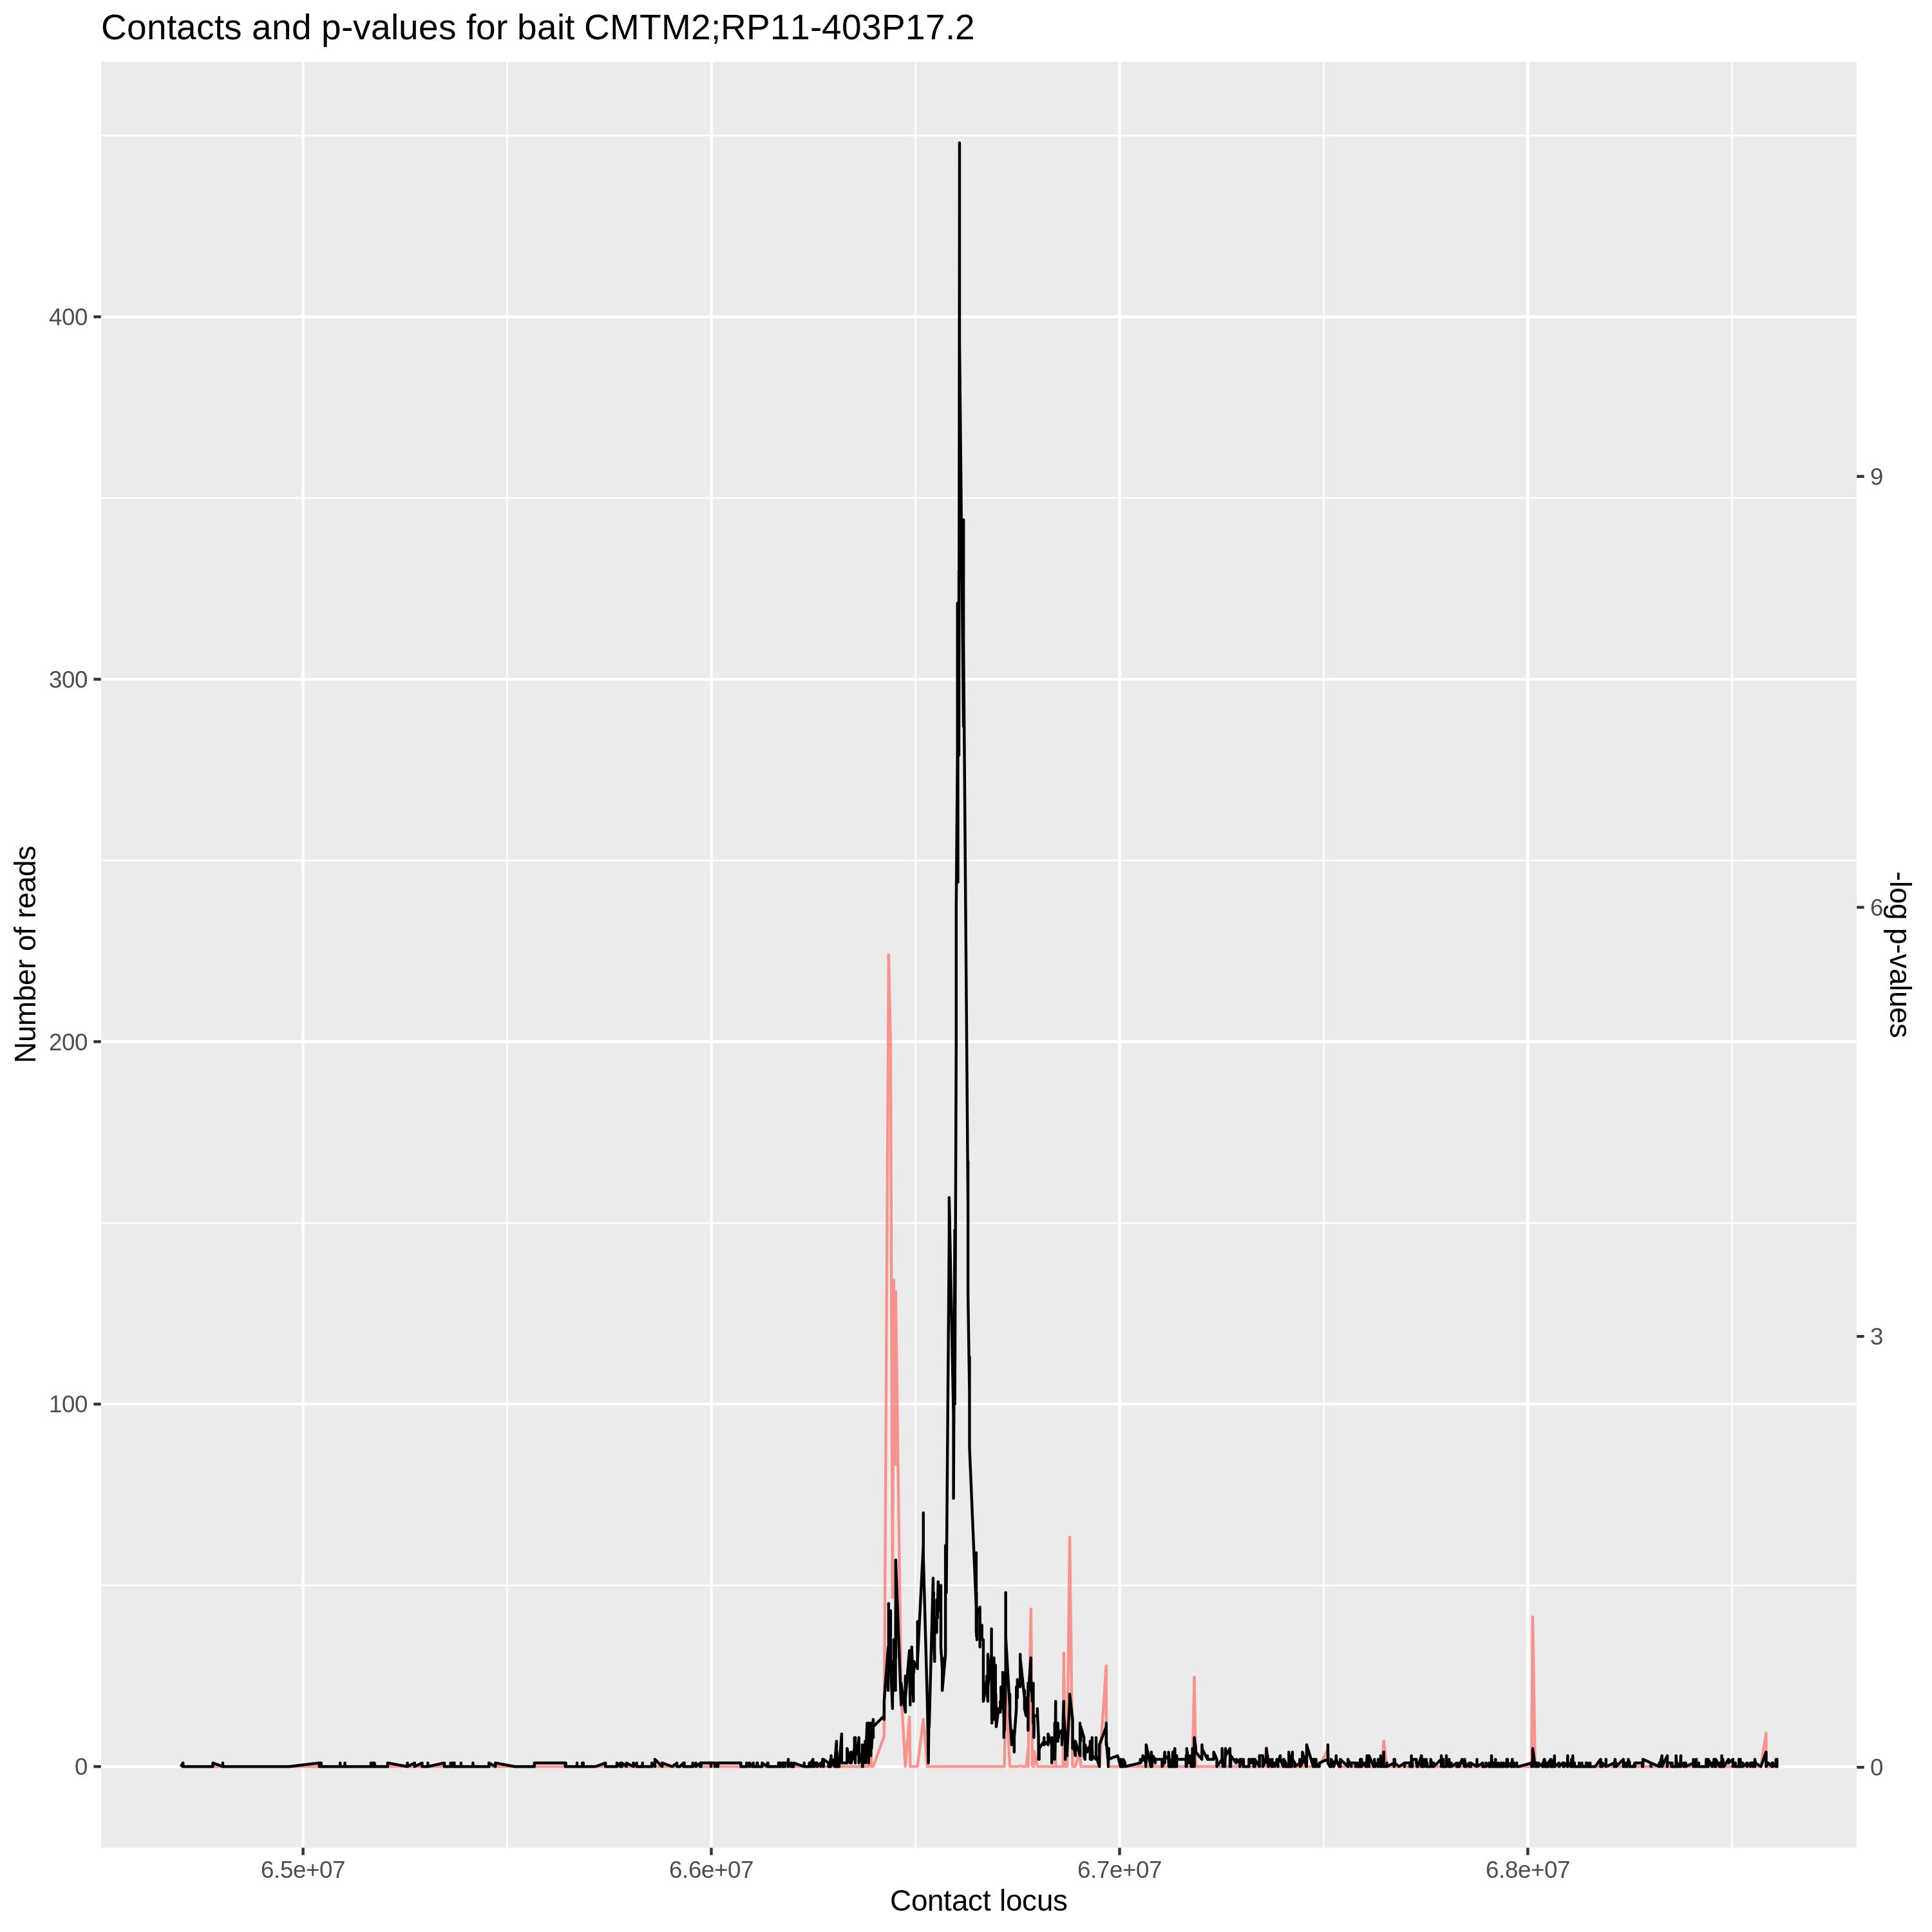 Contacts and p-values for bait CMTM2;RP11-403P17.2
Number of reads
400
300
200
100
0
9
6
3
0
-log p-values
6.5e+07 6.6e+07 6.7e+07 6.8e+07
Contact locus